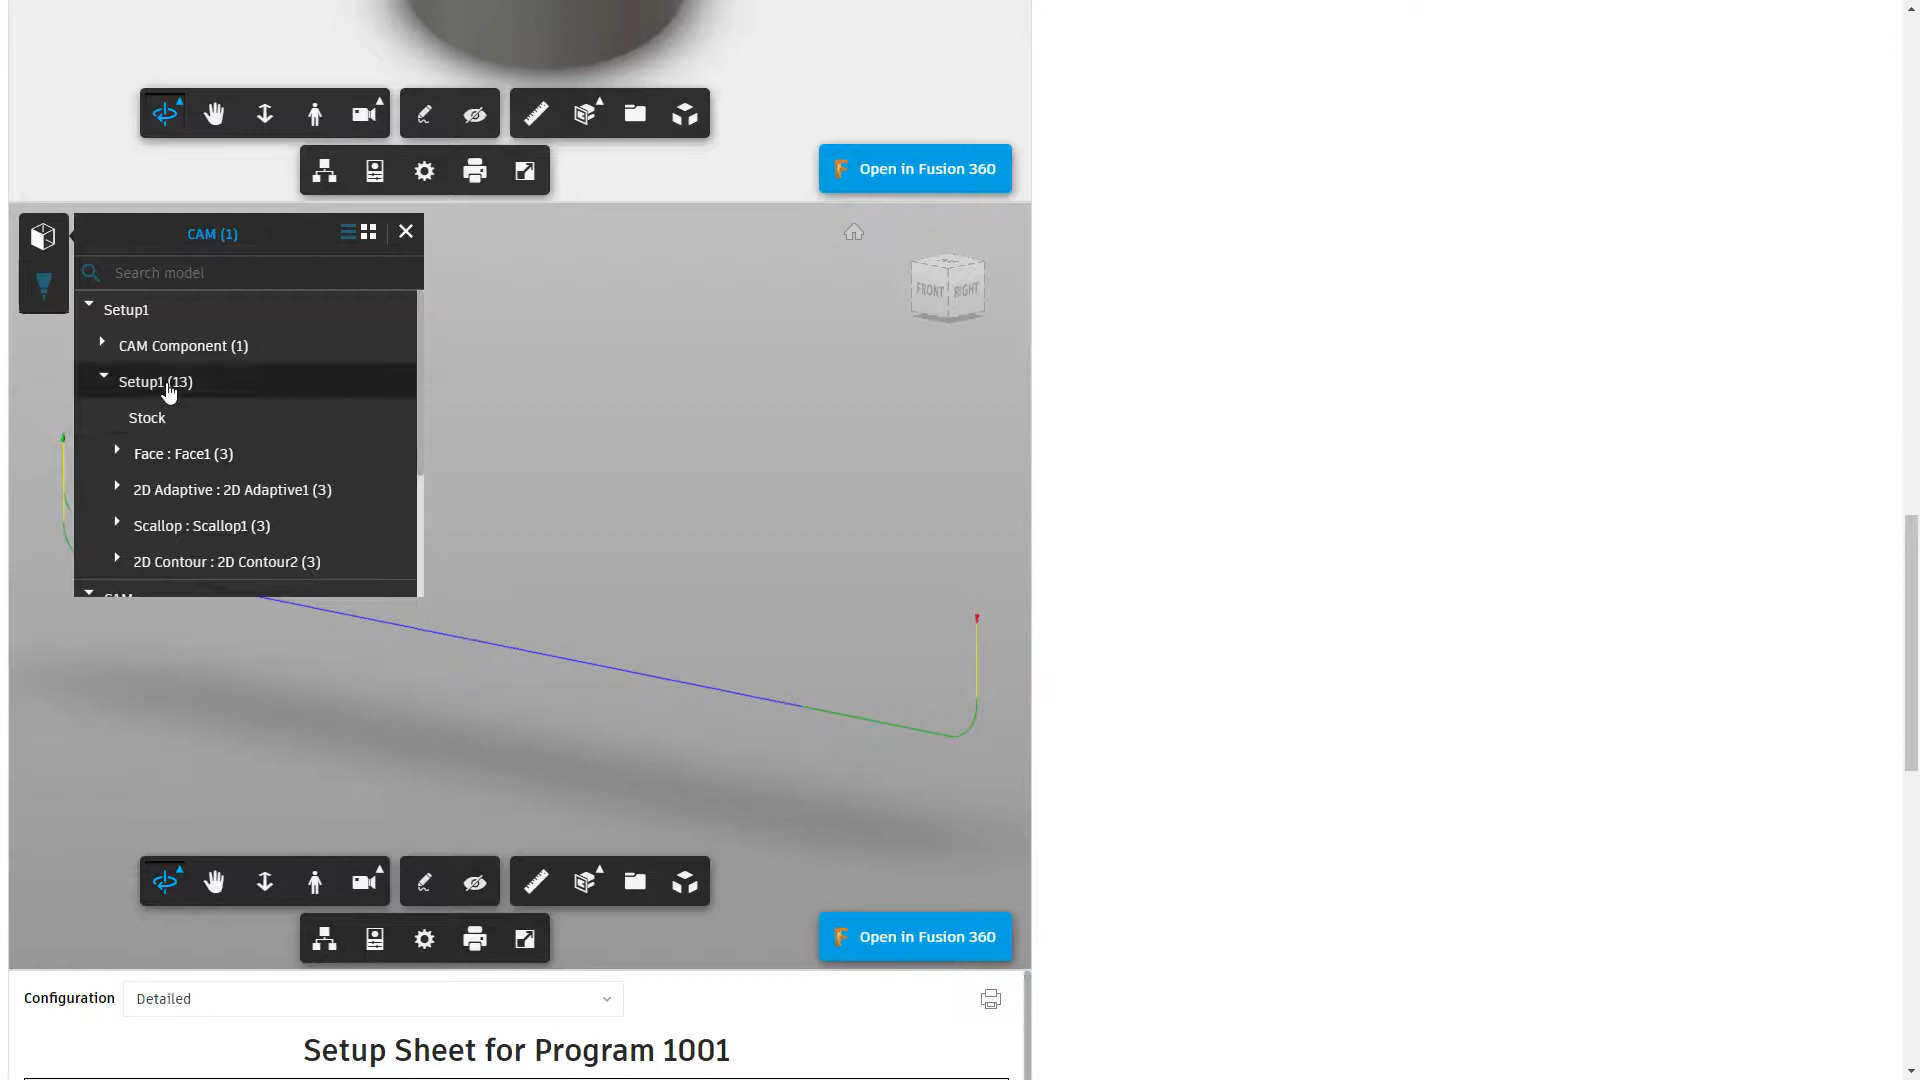 Open in Fusion 360
CAM (1)
Search model
Setup1
CAM Component (1)
Setup1 (13)
Stock
Face : Face1 (3)
2D Adaptive : 2D Adaptive1 (3)
Scallop : Scallop1 (3)
2D Contour : 2D Contour2 (3)
CAM
FRONT
RIGHT
Open in Fusion 360
Configuration
Detailed
Setup Sheet for Program 1001